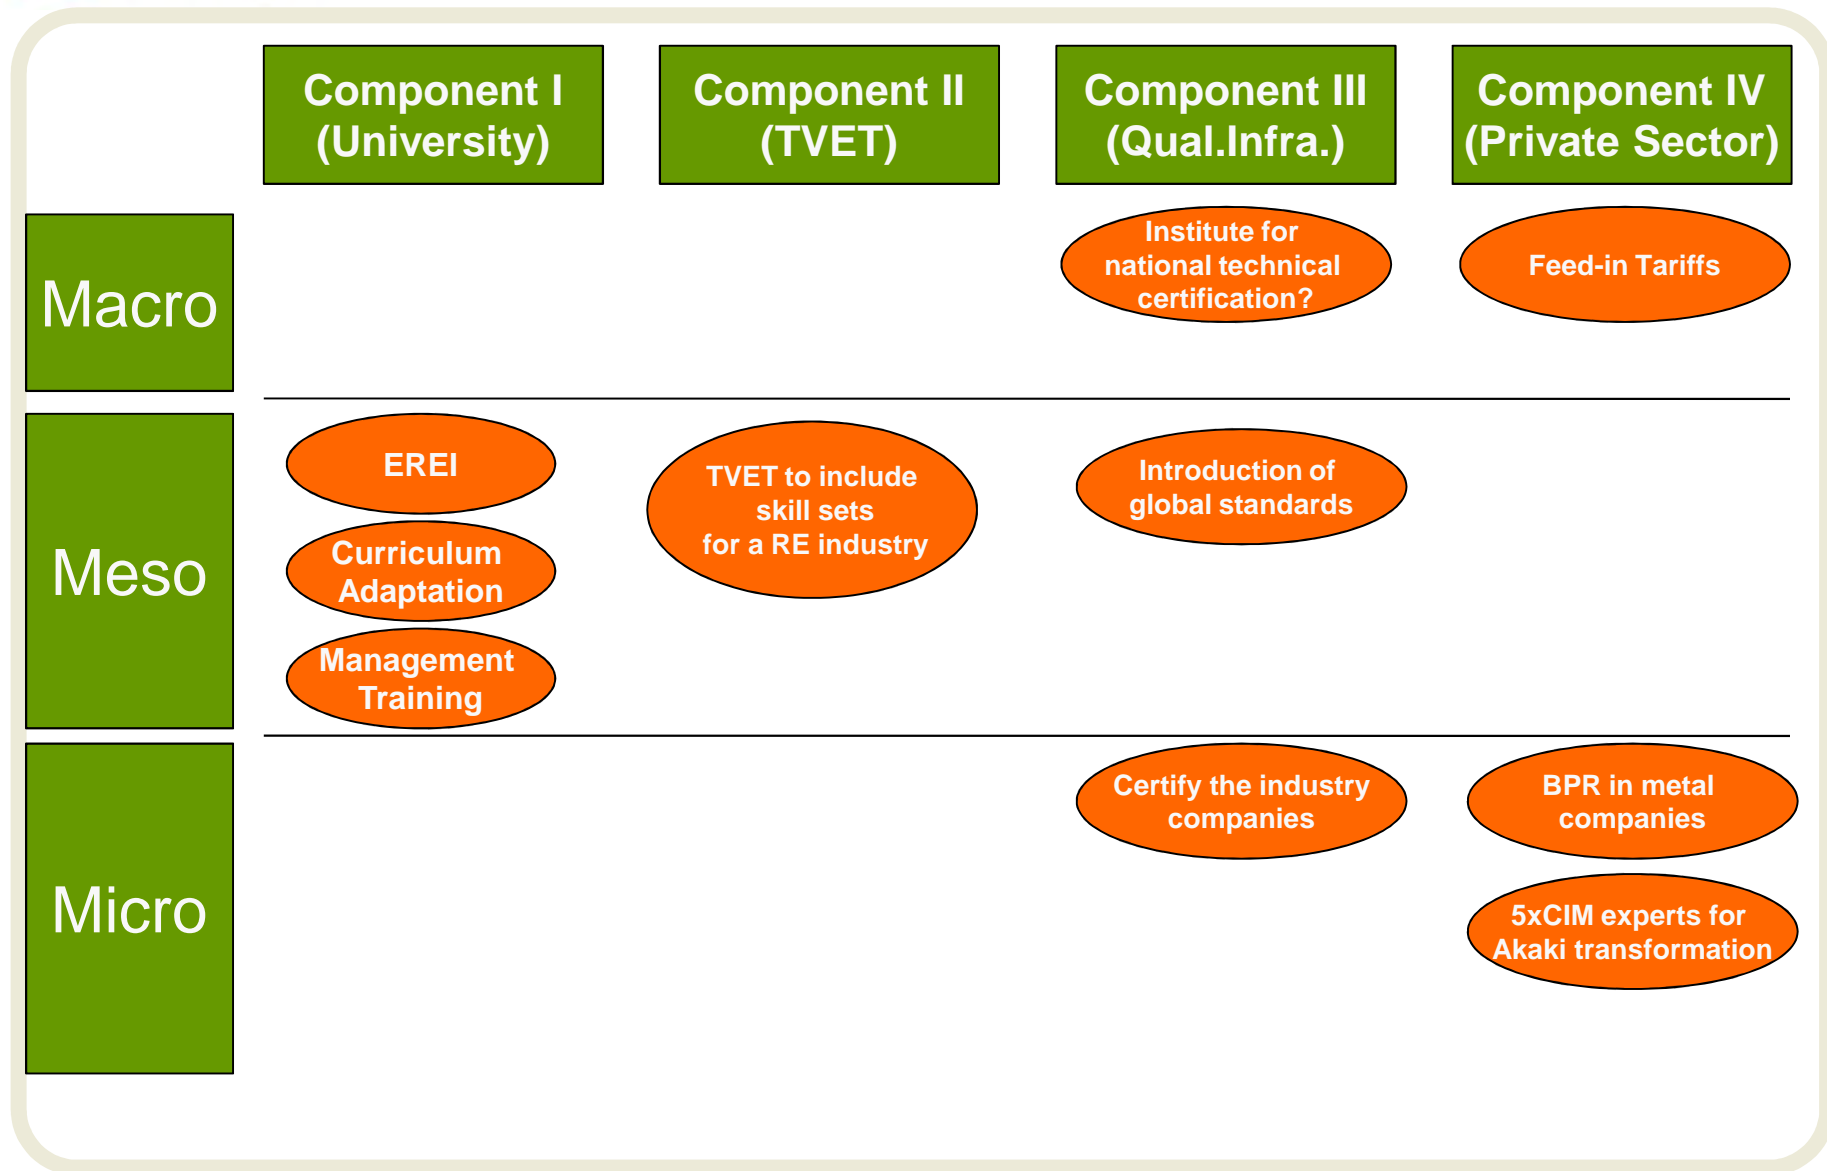 Component I
(University)
Component II
(TVET)
Component III
(Qual.Infra.)
Component IV
(Private Sector)
Macro
Institute for
national technical
certification?
Feed-in Tariffs
Meso
EREI
Curriculum
Adaptation
Management
Training
TVET to include
skill sets
for a RE industry
Introduction of
global standards
Micro
Certify the industry
companies
BPR in metal
companies
5xCIM experts for
Akaki transformation